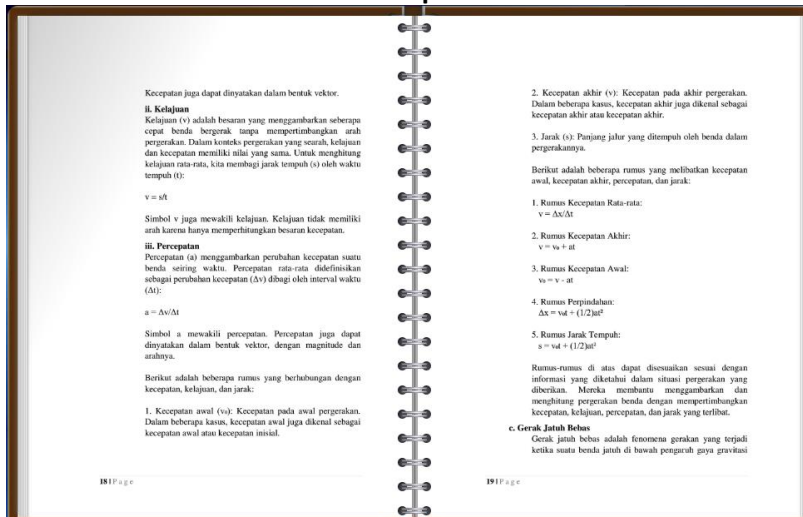 Kecepatan juga dapat dinyatakan dalam bentuk vektor.
ii. Kelajuan
Kelajuan (v) adalah besaran yang menggambarkan seberapa
cepat benda bergerak tanpa mempertimbangkan arah
pergerakan. Dalam konteks pergerakan yang searah, kelajuan
dan kecepatan memiliki nilai yang sama. Untuk menghitung
kelajuan rata-rata, kita membagi jarak tempuh (s) oleh waktu
tempuh (t):
v = s/t
Simbol v juga mewakili kelajuan. Kelajuan tidak memiliki
arah karena hanya memperhitungkan besaran kecepatan.
iii. Percepatan
Percepatan (a) menggambarkan perubahan kecepatan suatu
benda seiring waktu. Percepatan rata-rata didefinisikan
sebagai perubahan kecepatan (Δv) dibagi oleh interval waktu
(Δt):
a = Δv/Δt
Simbol a mewakili percepatan. Percepatan juga dapat
dinyatakan dalam bentuk vektor, dengan magnitude dan
arahnya.
Berikut adalah beberapa rumus yang berhubungan dengan
kecepatan, kelajuan, dan jarak:
1. Kecepatan awal (v₀): Kecepatan pada awal pergerakan.
Dalam beberapa kasus, kecepatan awal juga dikenal sebagai
kecepatan awal atau kecepatan inisial.
18 | Page
2. Kecepatan akhir (v): Kecepatan pada akhir pergerakan.
Dalam beberapa kasus, kecepatan akhir juga dikenal sebagai
kecepatan akhir atau kecepatan akhir.
3. Jarak (s): Panjang jalur yang ditempuh oleh benda dalam
pergerakannya.
Berikut adalah beberapa rumus yang melibatkan kecepatan
awal, kecepatan akhir, percepatan, dan jarak:
1. Rumus Kecepatan Rata-rata:
v = Δx/Δt
2. Rumus Kecepatan Akhir:
v = v₀ + at
3. Rumus Kecepatan Awal:
v₀ = v - at
4. Rumus Perpindahan:
Δx = v₀t + (1/2)at²
5. Rumus Jarak Tempuh:
s = v₀t + (1/2)at²
Rumus-rumus di atas dapat disesuaikan sesuai dengan
informasi yang diketahui dalam situasi pergerakan yang
diberikan. Mereka membantu menggambarkan dan
menghitung pergerakan benda dengan mempertimbangkan
kecepatan, kelajuan, percepatan, dan jarak yang terlibat.
c. Gerak Jatuh Bebas
Gerak jatuh bebas adalah fenomena gerakan yang terjadi
ketika suatu benda jatuh di bawah pengaruh gaya gravitasi
19 | Page